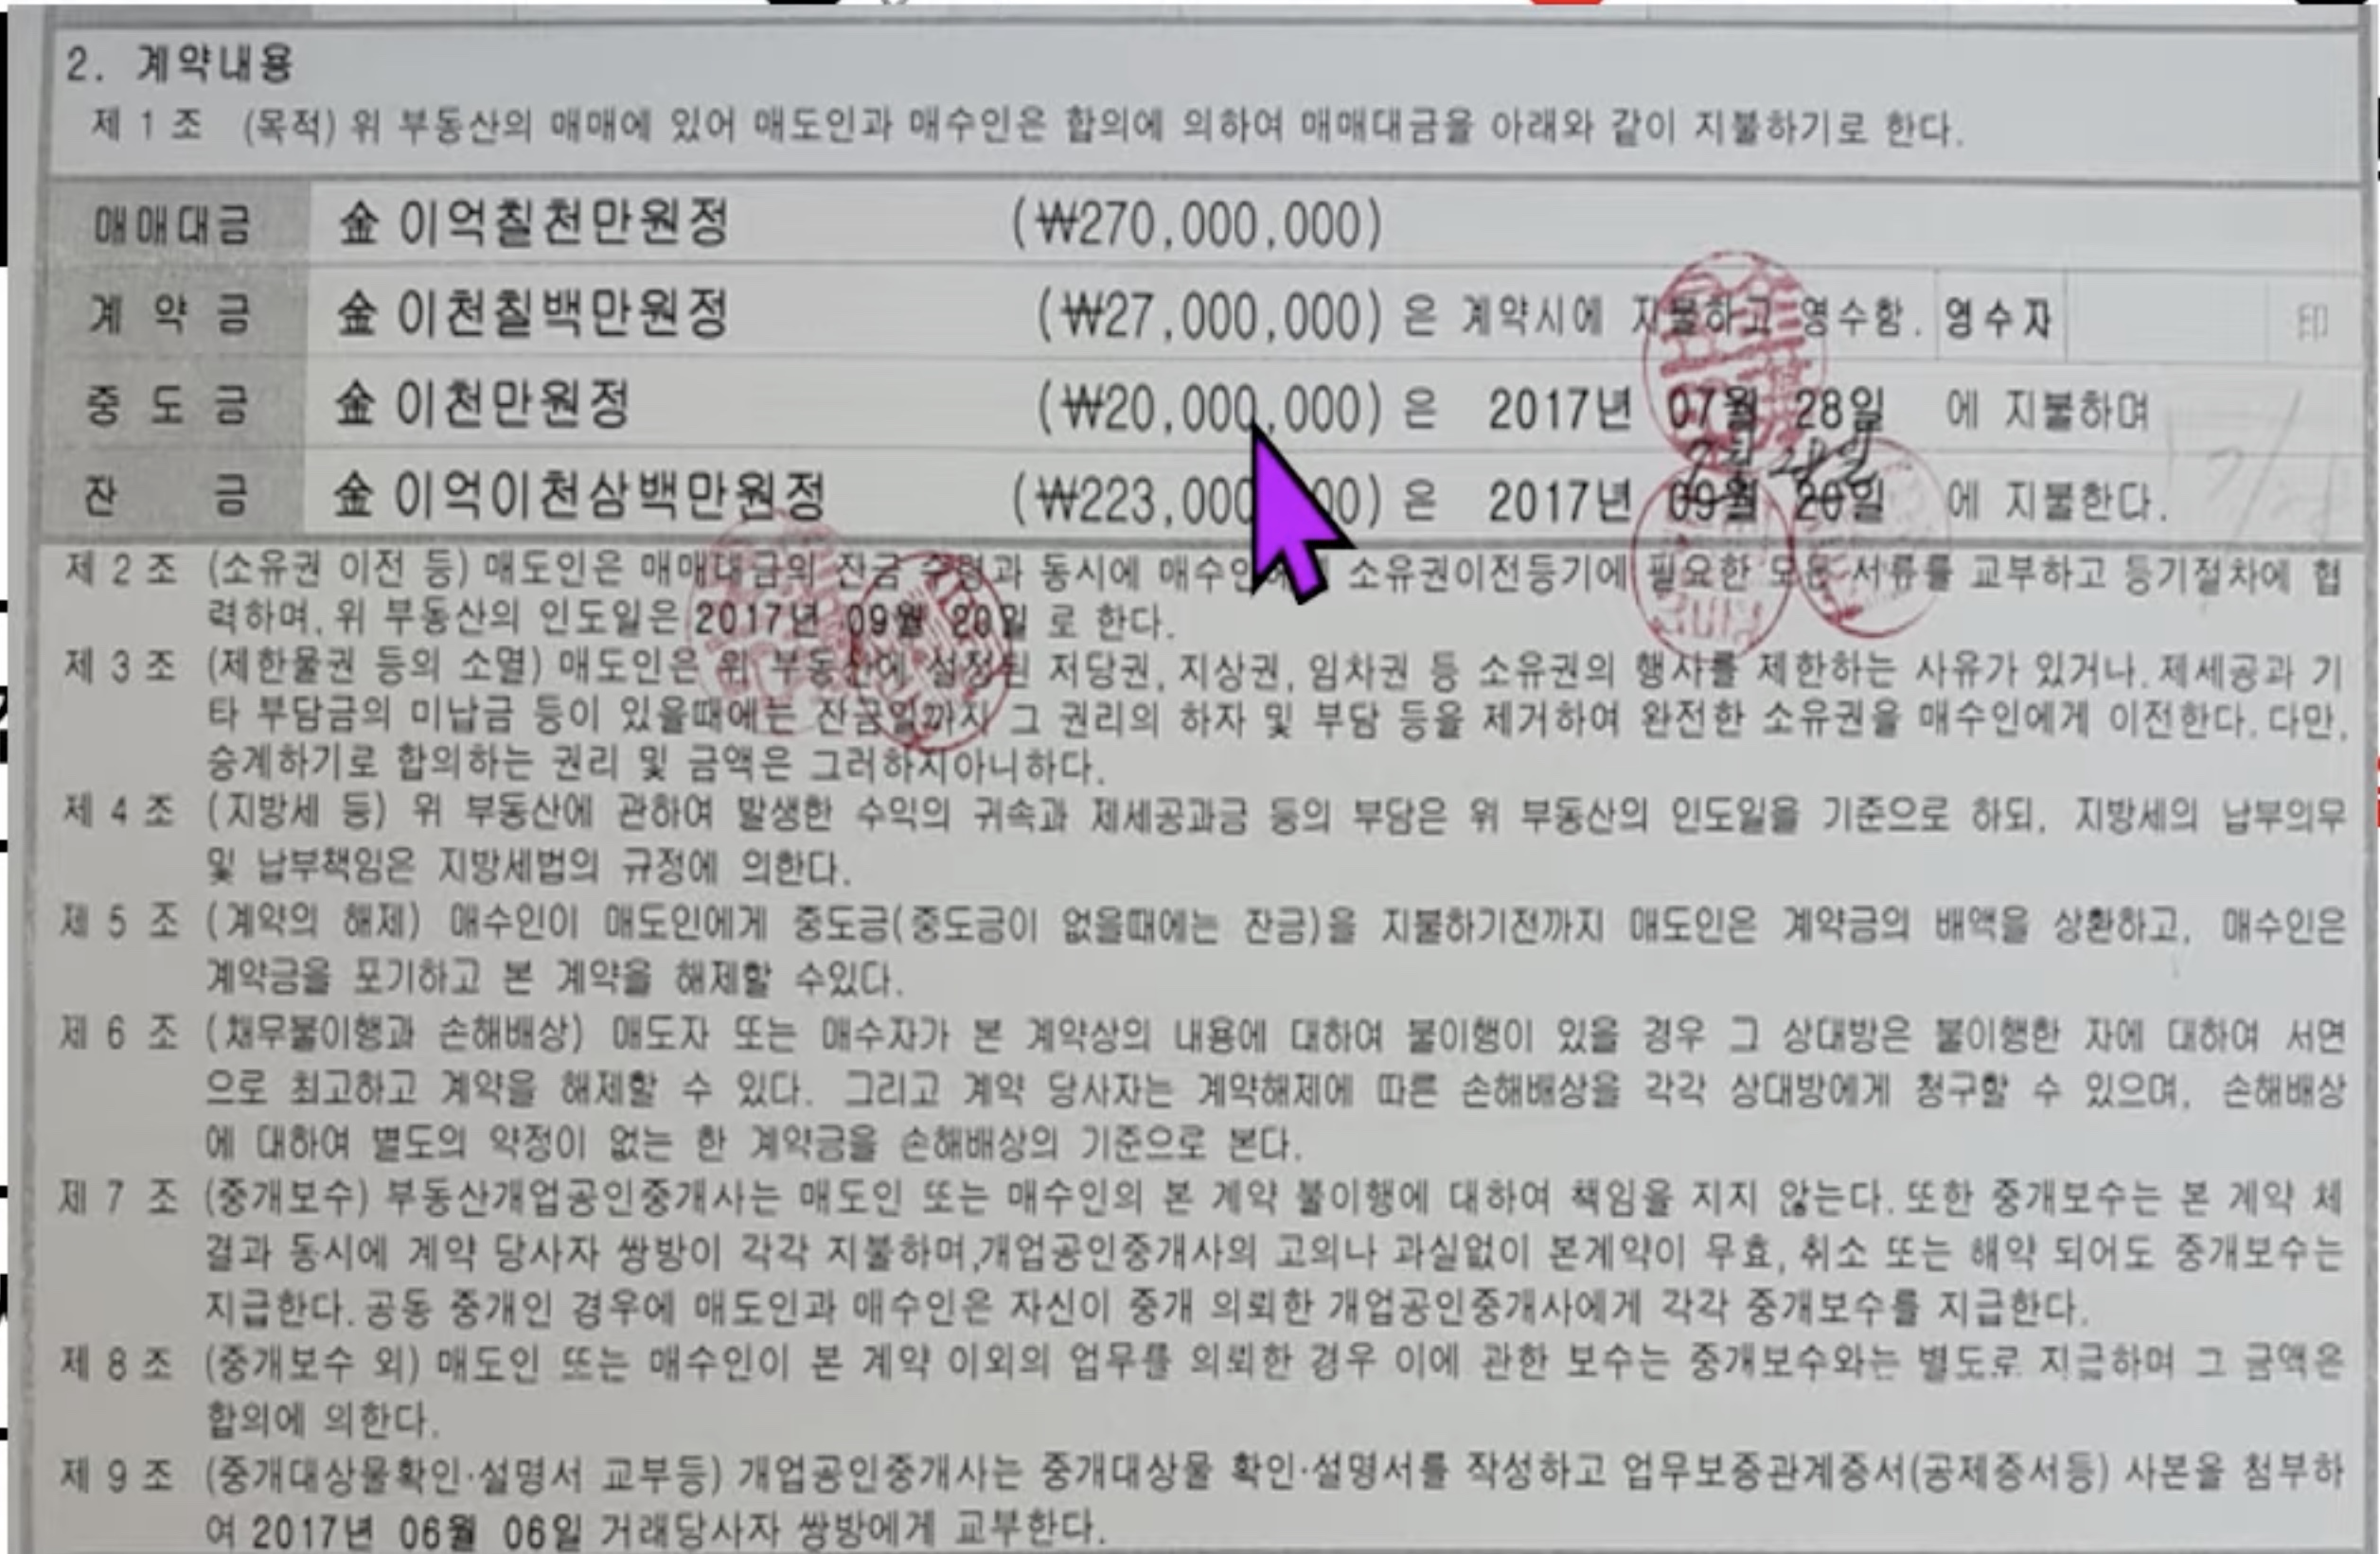 2. 계약내용
제 1 조 (목적) 위 부동산의 매매에 있어 매도인과 매수인은 합의에 의하여 매매대금을 아래와 같이 지불하기로 한다.
매매대금 金 이억칠천만원정 (₩270,000,000)
계 약 금 金 이천칠백만원정 (₩27,000,000) 은 계약시에 지불하고 영수함. 영수자 印
중 도 금 金 이천만원정 (₩20,000,000) 은 2017년 07월 28일 에 지불하며
잔 금 金 이억이천삼백만원정 (₩223,000 00) 은 2017년 09월 20일 에 지불한다.
제 2 조 (소유권 이전 등) 매도인은 매매대금의 잔금 수령과 동시에 소유권이전등기에 필요한 모든 서류를 교부하고 등기절차에 협
력하며, 위 부동산의 인도일은 2017년 09월 20일 로 한다.
제 3 조 (제한물권 등의 소멸) 매도인은 위 부동산에 설정된 저당권, 지상권, 임차권 등 소유권의 행사를 제한하는 사유가 있거나, 제세공과 기
타 부담금의 미납금 등이 있을때에는 잔금일까지 그 권리의 하자 및 부담 등을 제거하여 완전한 소유권을 매수인에게 이전한다. 다만,
승계하기로 합의하는 권리 및 금액은 그러하지아니하다.
제 4 조 (지방세 등) 위 부동산에 관하여 발생한 수익의 귀속과 제세공과금 등의 부담은 위 부동산의 인도일을 기준으로 하되, 지방세의 납부의무
및 납부책임은 지방세법의 규정에 의한다.
제 5 조 (계약의 해제) 매수인이 매도인에게 중도금(중도금이 없을때에는 잔금)을 지불하기전까지 매도인은 계약금의 배액을 상환하고, 매수인은
계약금을 포기하고 본 계약을 해제할 수있다.
제 6 조 (채무불이행과 손해배상) 매도자 또는 매수자가 본 계약상의 내용에 대하여 불이행이 있을 경우 그 상대방은 불이행한 자에 대하여 서면
으로 최고하고 계약을 해제할 수 있다. 그리고 계약 당사자는 계약해제에 따른 손해배상을 각각 상대방에게 청구할 수 있으며, 손해배상
에 대하여 별도의 약정이 없는 한 계약금을 손해배상의 기준으로 본다.
제 7 조 (중개보수) 부동산개업공인중개사는 매도인 또는 매수인의 본 계약 불이행에 대하여 책임을 지지 않는다. 또한 중개보수는 본 계약 체
결과 동시에 계약 당사자 쌍방이 각각 지불하며,개업공인중개사의 고의나 과실없이 본계약이 무효, 취소 또는 해약 되어도 중개보수는
지급한다. 공동 중개인 경우에 매도인과 매수인은 자신이 중개 의뢰한 개업공인중개사에게 각각 중개보수를 지급한다.
제 8 조 (중개보수 외) 매도인 또는 매수인이 본 계약 이외의 업무를 의뢰한 경우 이에 관한 보수는 중개보수와는 별도로 지급하며 그 금액은
합의에 의한다.
제 9 조 (중개대상물확인·설명서 교부등) 개업공인중개사는 중개대상물 확인·설명서를 작성하고 업무보증관계증서(공제증서등) 사본을 첨부하
여 2017년 06월 06일 거래당사자 쌍방에게 교부한다.